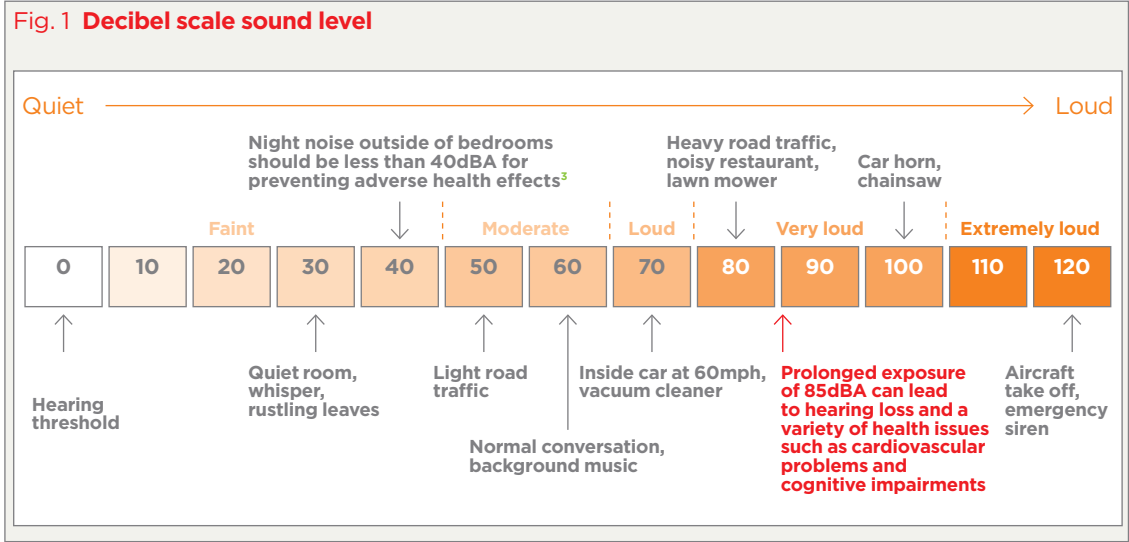 Fig. 1 Decibel scale sound level
Quiet
Loud
Night noise outside of bedrooms
should be less than 40dBA for
preventing adverse health effects3
Heavy road traffic,
noisy restaurant,
lawn mower
Car horn,
chainsaw
Faint
Moderate
Loud
Very loud
Extremely loud
0 10 20 30 40 50 60 70 80 90 100 110 120
Hearing
threshold
Quiet room,
whisper,
rustling leaves
Light road
traffic
Normal conversation,
background music
Inside car at 60mph,
vacuum cleaner
Prolonged exposure
of 85dBA can lead
to hearing loss and a
variety of health issues
such as cardiovascular
problems and
cognitive impairments
Aircraft
take off,
emergency
siren